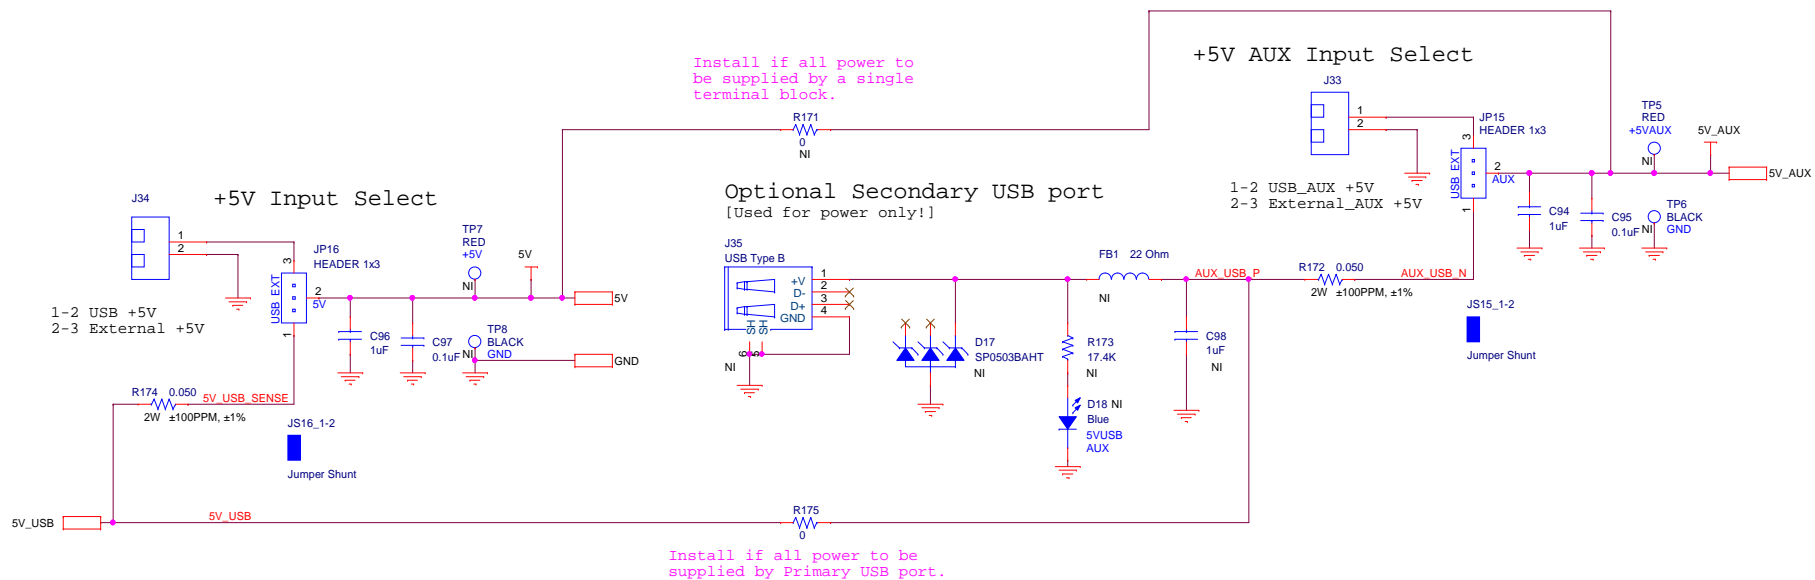 Install if all power to
be supplied by a single
terminal block.
R171
0
NI
+5V AUX Input Select
J33
1
2
JP15
HEADER 1x3
3
USB EXT
2
AUX
1
TP5
RED
+5VAUX
NI
5V_AUX
5V_AUX
1-2 USB_AUX +5V
2-3 External_AUX +5V
C94
1uF
C95
0.1uF
TP6
BLACK
GND
NI
J34
+5V Input Select
1
2
JP16
HEADER 1x3
3
USB EXT
2
5V
1
TP7
RED
+5V
NI
5V
5V
1-2 USB +5V
2-3 External +5V
C96
1uF
C97
0.1uF
TP8
BLACK
GND
NI
GND
R174 0.050
5V_USB_SENSE
2W ±100PPM, ±1%
JS16_1-2
Jumper Shunt
Optional Secondary USB port
[Used for power only!]
J35
USB Type B
+V
D-
D+
GND
1
2
3
4
SH
SH
6
5
NI
D17
SP0503BAHT
NI
R173
17.4K
NI
D18 NI
Blue
5VUSB
AUX
FB1 22 Ohm
NI
AUX_USB_P
C98
1uF
NI
R172 0.050
2W ±100PPM, ±1%
AUX_USB_N
JS15_1-2
Jumper Shunt
5V_USB
5V_USB
R175
0
Install if all power to be
supplied by Primary USB port.